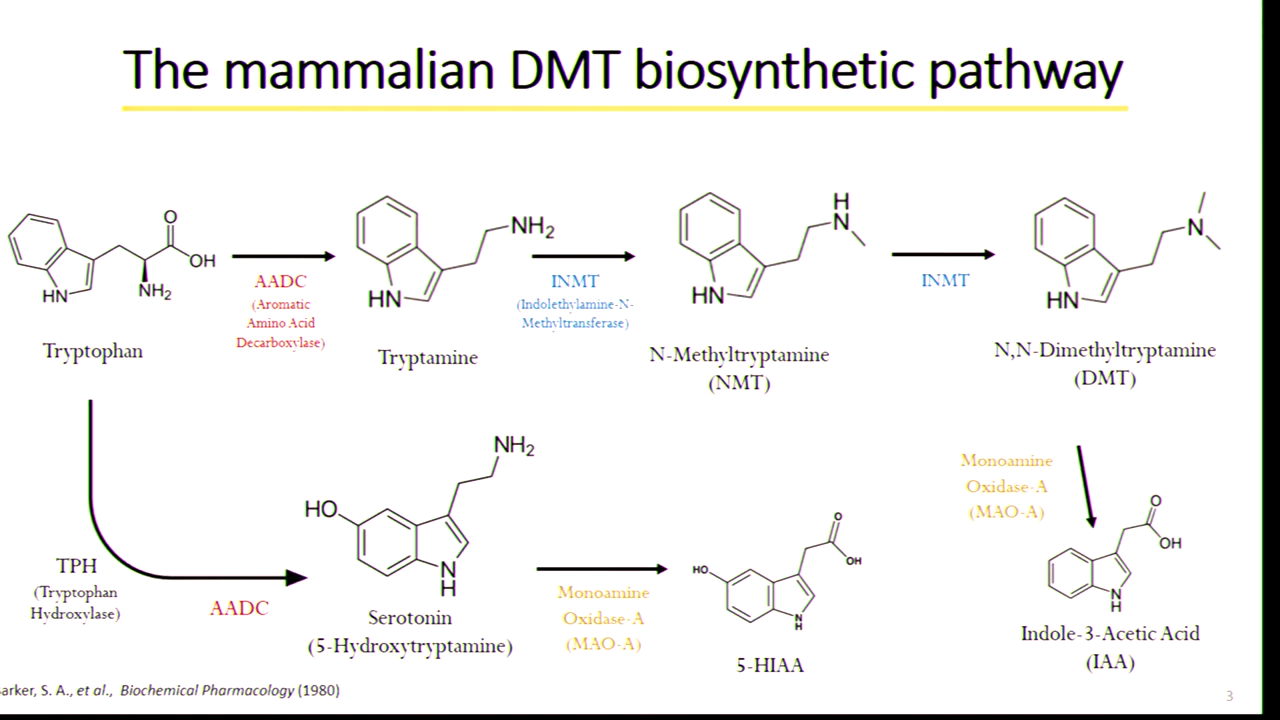 The mammalian DMT biosynthetic pathway
O
OH
NH₂
HN
Tryptophan
AADC
(Aromatic
Amino Acid
Decarboxylase)
NH₂
HN
Tryptamine
INMT
(Indolethylamine-N-
Methyltransferase)
H
N
HN
N-Methyltryptamine
(NMT)
INMT
N
HN
N,N-Dimethyltryptamine
(DMT)
TPH
(Tryptophan
Hydroxylase)
AADC
NH₂
HO
N
H
Serotonin
(5-Hydroxytryptamine)
Monoamine
Oxidase-A
(MAO-A)
O
OH
HO
N
H
5-HIAA
Monoamine
Oxidase-A
(MAO-A)
O
OH
N
H
Indole-3-Acetic Acid
(IAA)
arker, S. A., et al., Biochemical Pharmacology (1980)
3